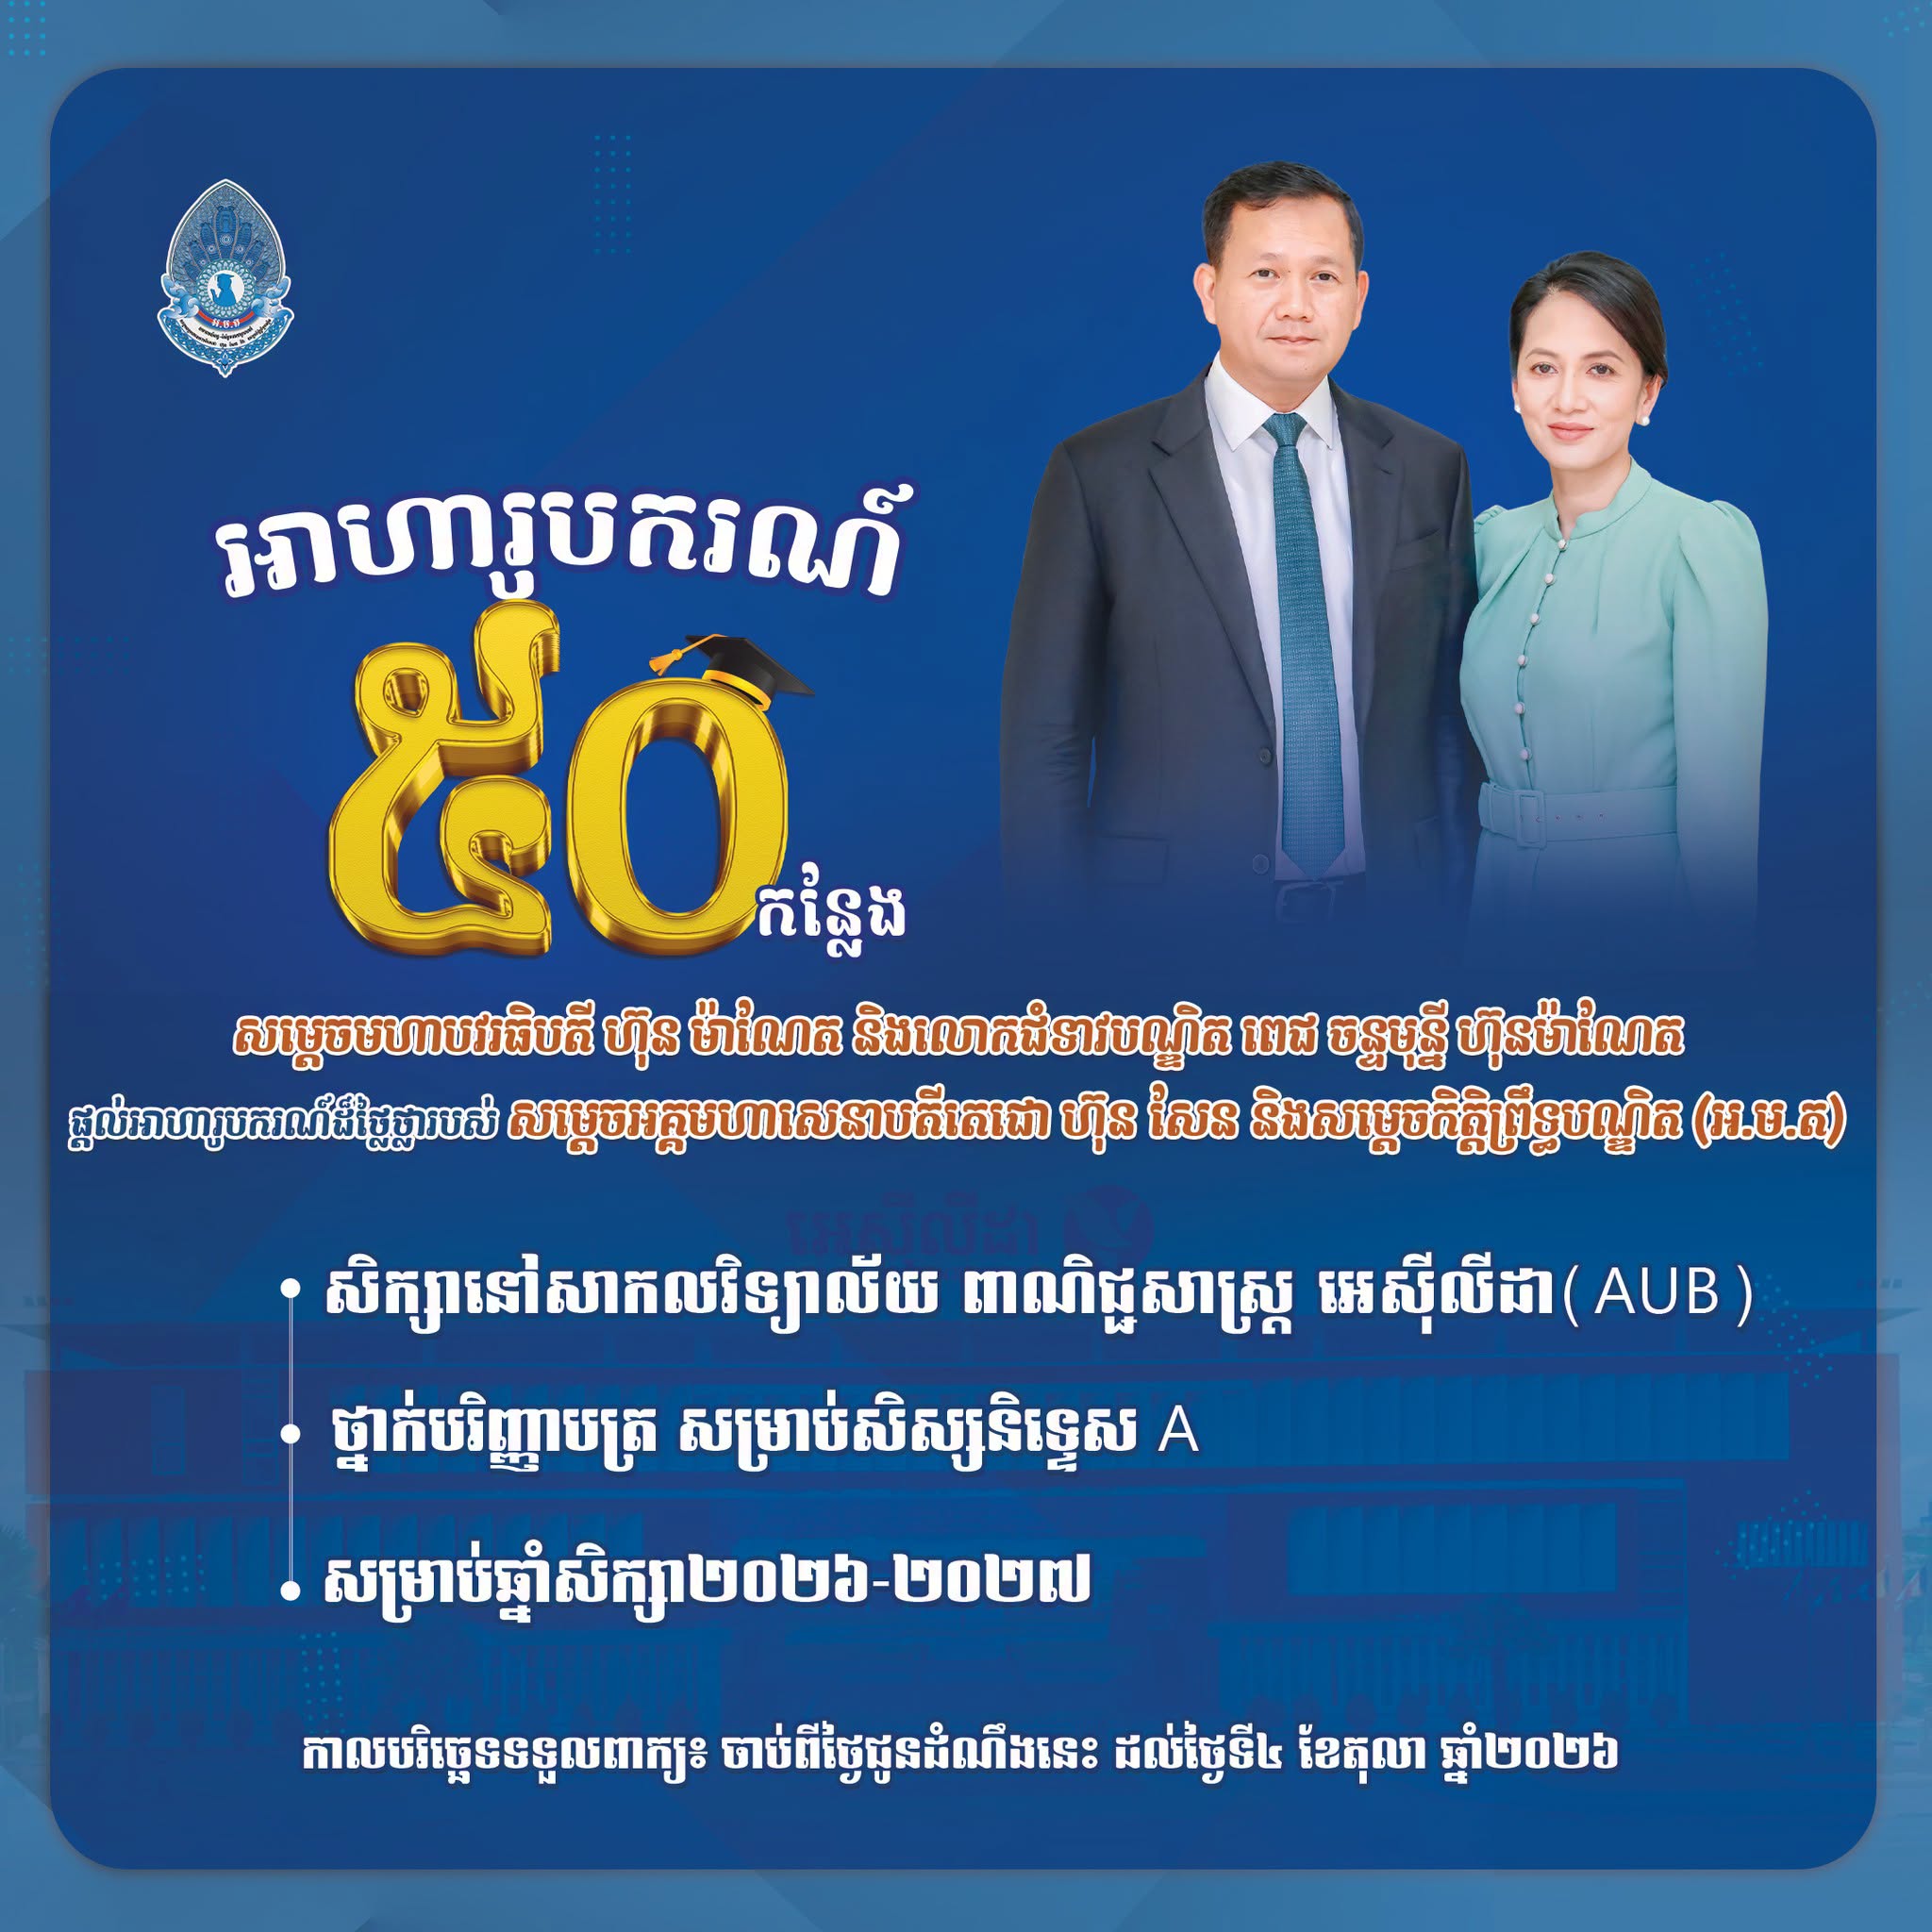 អ.ម.ត
អាហារូបករណ៍
៥០
កន្លែង
សម្តេចមហាបវរធិបតី ហ៊ុន ម៉ាណែត និងលោកជំទាវបណ្ឌិត ពេជ ចន្ទមុន្នី ហ៊ុនម៉ាណែត
ផ្តល់អាហារូបករណ៍ដ៏ថ្លៃថ្លារបស់ សម្តេចអគ្គមហាសេនាបតីតេជោ ហ៊ុន សែន និងសម្តេចកិត្តិព្រឹទ្ធបណ្ឌិត (អ.ម.ត)
អេស៊ីលីដា
សិក្សានៅសាកលវិទ្យាល័យ ពាណិជ្ជសាស្ត្រ អេស៊ីលីដា( AUB )
ថ្នាក់បរិញ្ញាបត្រ សម្រាប់សិស្សនិទ្ទេស A
សម្រាប់ឆ្នាំសិក្សា២០២៦-២០២៧
កាលបរិច្ឆេទទទួលពាក្យ៖ ចាប់ពីថ្ងៃជូនដំណឹងនេះ ដល់ថ្ងៃទី៤ ខែតុលា ឆ្នាំ២០២៦